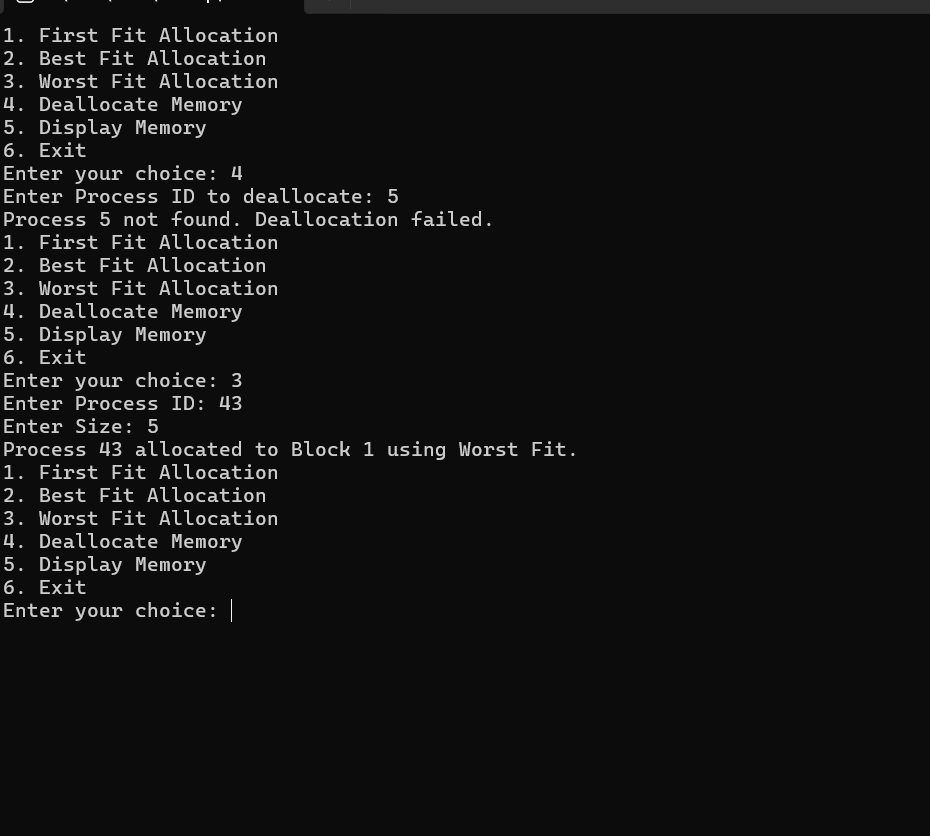 1. First Fit Allocation
2. Best Fit Allocation
3. Worst Fit Allocation
4. Deallocate Memory
5. Display Memory
6. Exit
Enter your choice: 4
Enter Process ID to deallocate: 5
Process 5 not found. Deallocation failed.
1. First Fit Allocation
2. Best Fit Allocation
3. Worst Fit Allocation
4. Deallocate Memory
5. Display Memory
6. Exit
Enter your choice: 3
Enter Process ID: 43
Enter Size: 5
Process 43 allocated to Block 1 using Worst Fit.
1. First Fit Allocation
2. Best Fit Allocation
3. Worst Fit Allocation
4. Deallocate Memory
5. Display Memory
6. Exit
Enter your choice: